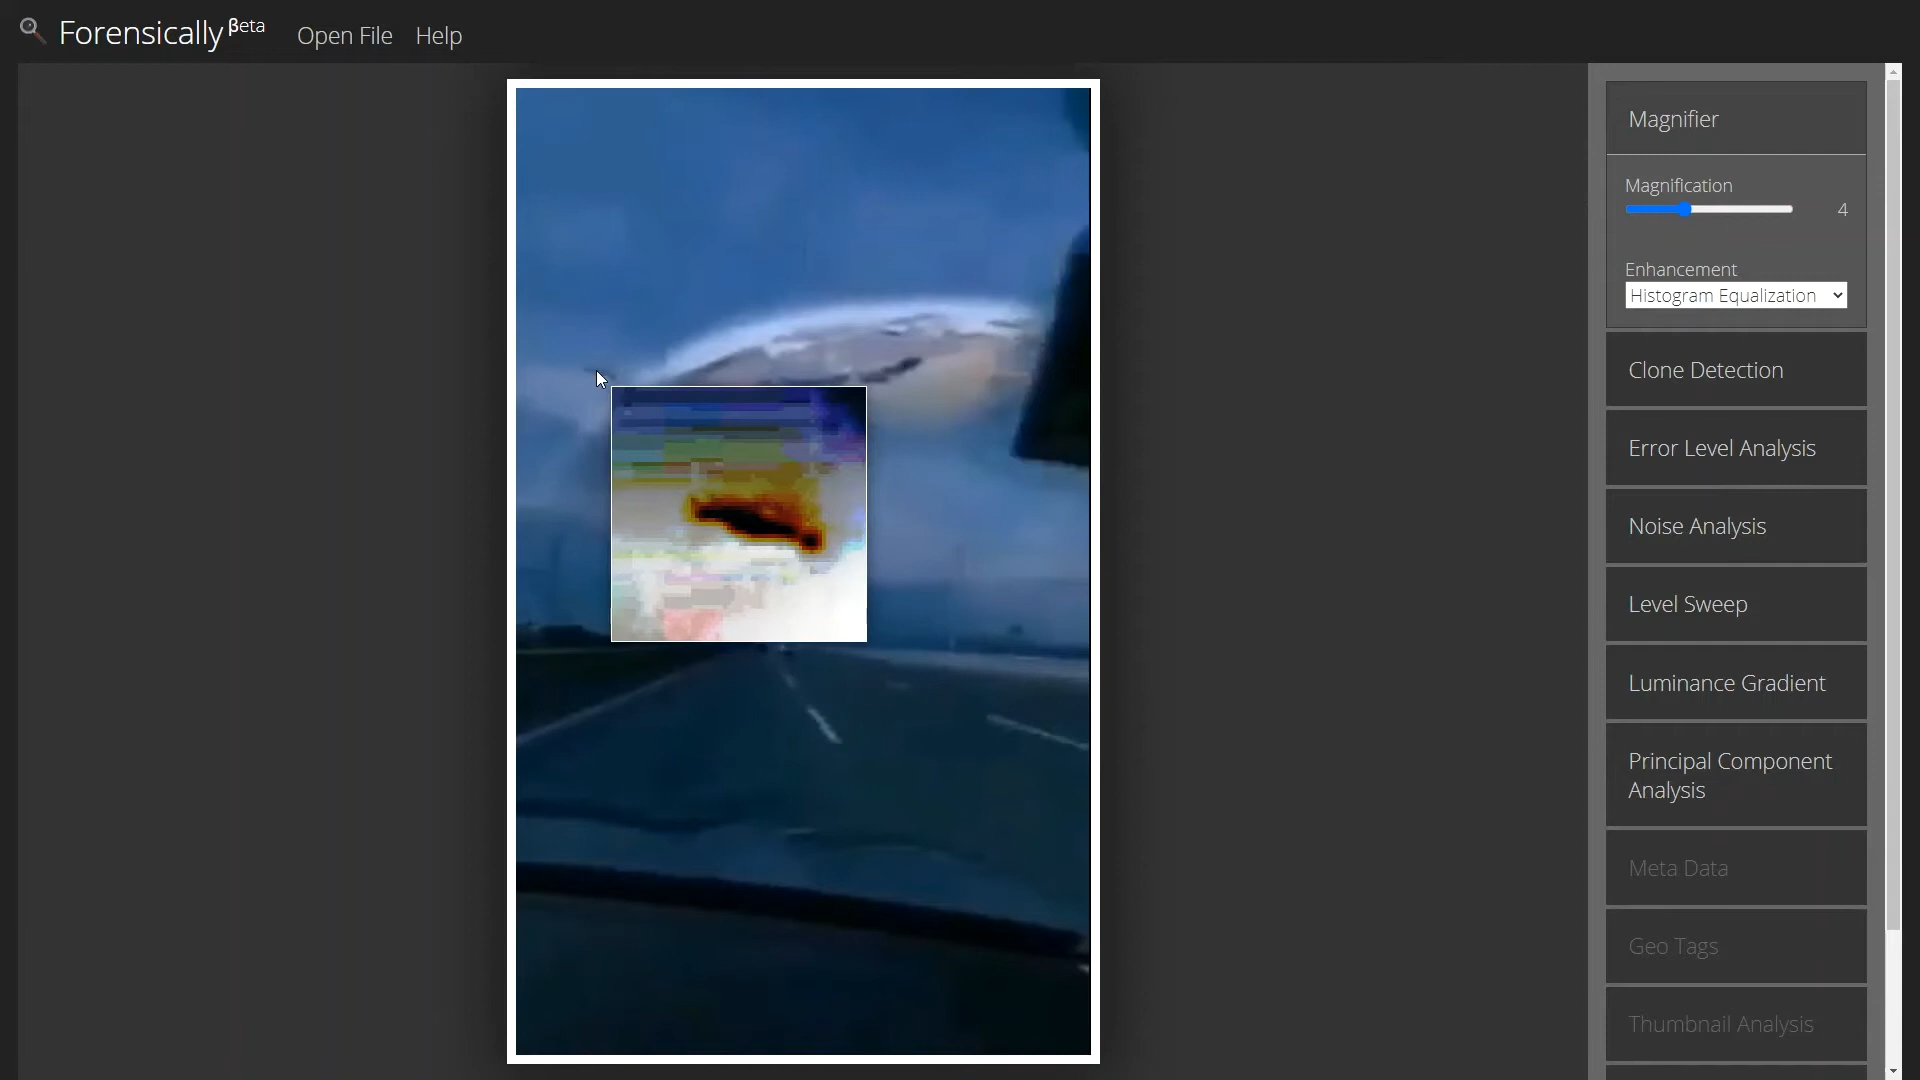 Forensically βeta Open File Help
Magnifier
Magnification
4
Enhancement
Histogram Equalization
Clone Detection
Error Level Analysis
Noise Analysis
Level Sweep
Luminance Gradient
Principal Component
Analysis
Meta Data
Geo Tags
Thumbnail Analysis